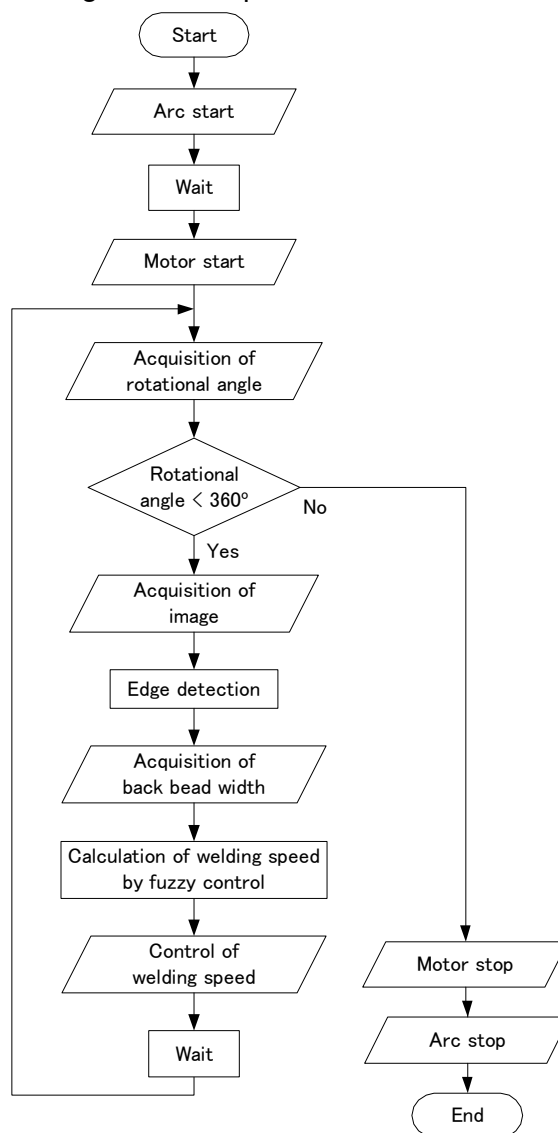 Start
Arc start
Wait
Motor start
Acquisition of
rotational angle
Rotational
angle < 360°
No
Yes
Acquisition of
image
Edge detection
Acquisition of
back bead width
Calculation of welding speed
by fuzzy control
Control of
welding speed
Wait
Motor stop
Arc stop
End